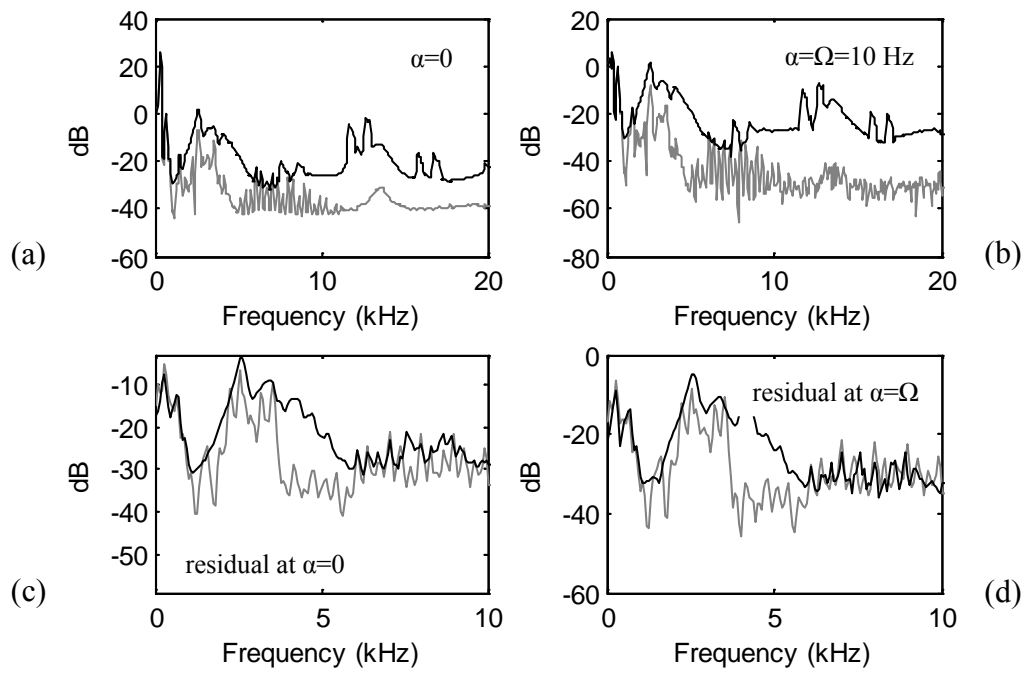 40
20
0
-20
-40
-60
dB
α=0
0
10
20
Frequency (kHz)
(a)
20
0
-20
-40
-60
-80
dB
α=Ω=10 Hz
0
10
20
Frequency (kHz)
(b)
-10
-20
-30
-40
-50
dB
residual at α=0
0
5
10
Frequency (kHz)
(c)
0
-20
-40
-60
dB
residual at α=Ω
0
5
10
Frequency (kHz)
(d)